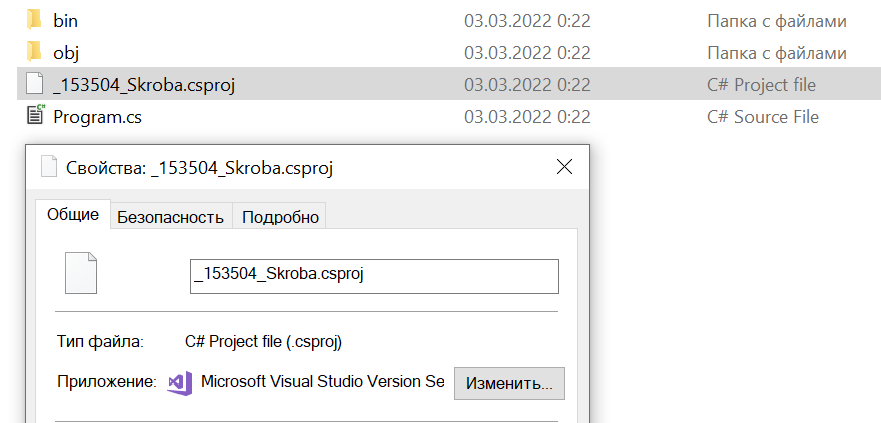 bin 03.03.2022 0:22 Папка с файлами
obj 03.03.2022 0:22 Папка с файлами
_153504_Skroba.csproj 03.03.2022 0:22 C# Project file
Program.cs 03.03.2022 0:22 C# Source File
Свойства: _153504_Skroba.csproj
Общие Безопасность Подробно
_153504_Skroba.csproj
Тип файла: C# Project file (.csproj)
Приложение: Microsoft Visual Studio Version Se Изменить...